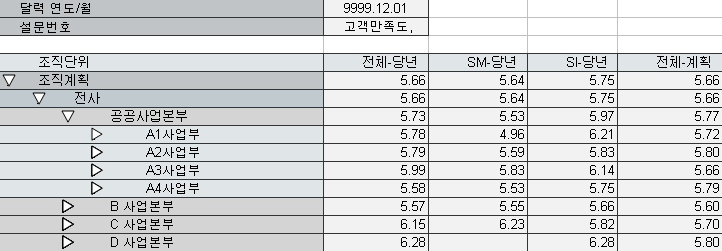 달력 연도/월 9999.12.01
설문번호 고객만족도,
조직단위 전체-당년 SM-당년 SI-당년 전체-계획
조직계획 5.66 5.64 5.75 5.66
전사 5.66 5.64 5.75 5.66
공공사업본부 5.73 5.53 5.97 5.77
A1사업부 5.78 4.96 6.21 5.72
A2사업부 5.79 5.59 5.83 5.80
A3사업부 5.99 5.83 6.14 5.66
A4사업부 5.58 5.53 5.75 5.79
B 사업본부 5.57 5.55 5.66 5.60
C 사업본부 6.15 6.23 5.82 5.70
D 사업본부 6.28 6.28 5.80